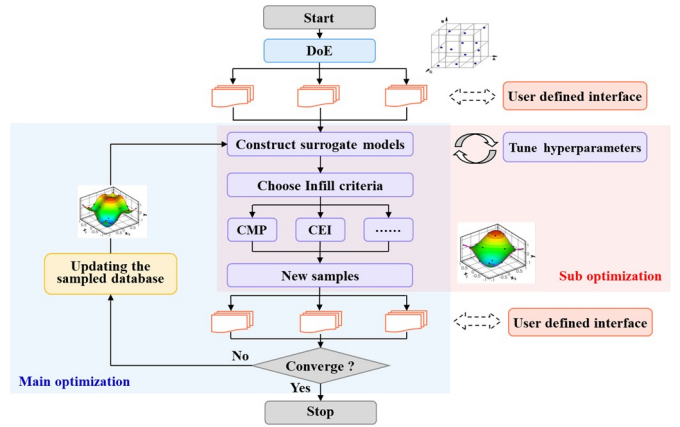 Start
DoE
User defined interface
Construct surrogate models
Tune hyperparameters
Choose Infill criteria
CMP
CEI
......
Updating the
sampled database
New samples
Sub optimization
User defined interface
No
Converge ?
Main optimization
Yes
Stop